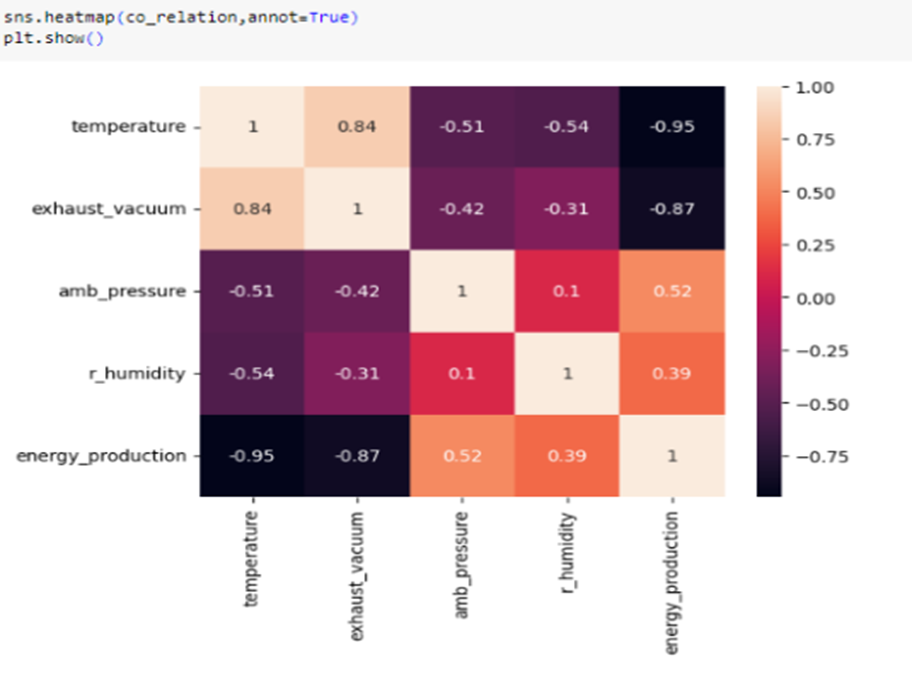 sns.heatmap(co_relation,annot=True)
plt.show()
temperature 1 0.84 -0.51 -0.54 -0.95
exhaust_vacuum 0.84 1 -0.42 -0.31 -0.87
amb_pressure -0.51 -0.42 1 0.1 0.52
r_humidity -0.54 -0.31 0.1 1 0.39
energy_production -0.95 -0.87 0.52 0.39 1
temperature
exhaust_vacuum
amb_pressure
r_humidity
energy_production
1.00
0.75
0.50
0.25
0.00
−0.25
−0.50
−0.75